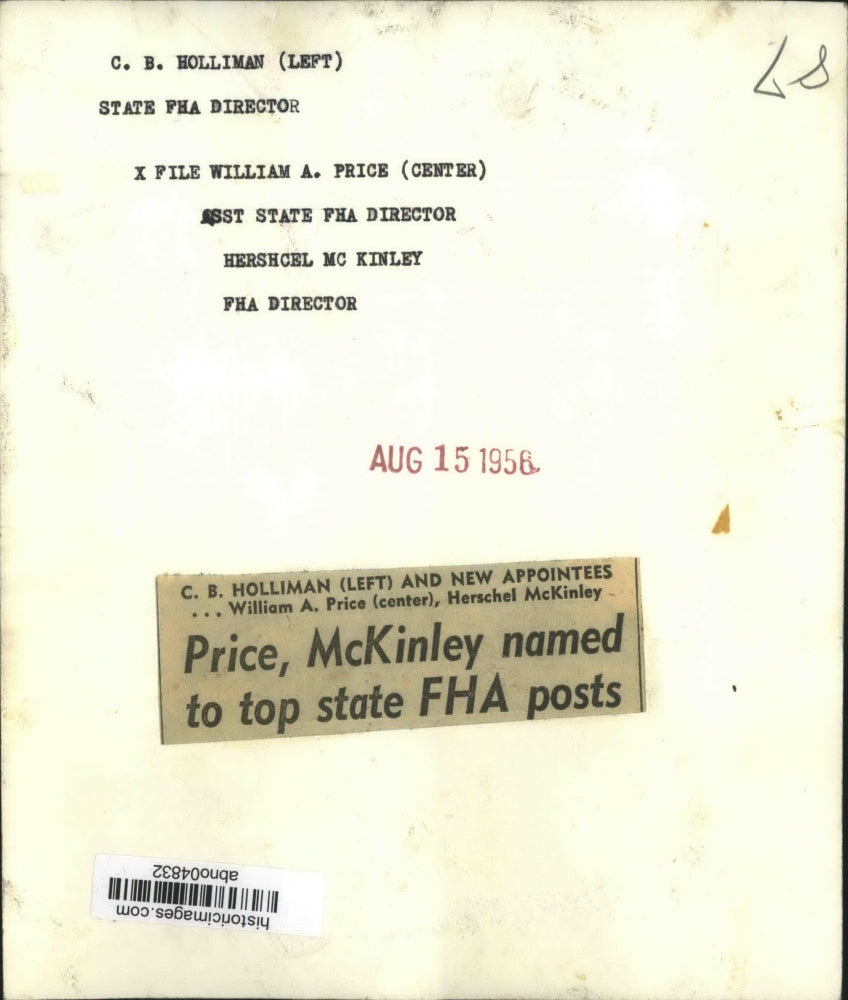 C. B. HOLLIMAN (LEFT)
STATE FHA DIRECTOR
X FILE WILLIAM A. PRICE (CENTER)
ASST STATE FHA DIRECTOR
HERSHCEL MC KINLEY
FHA DIRECTOR
AUG 15 1956
C. B. HOLLIMAN (LEFT) AND NEW APPOINTEES
... William A. Price (center), Herschel McKinley
Price, McKinley named
to top state FHA posts
historicimages.com
abno04832